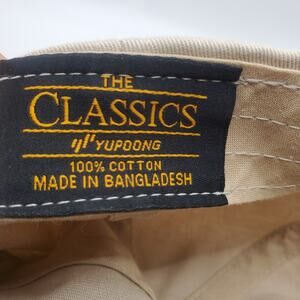 THE
CLASSICS
YUPOONG
100% COTTON
MADE IN BANGLADESH